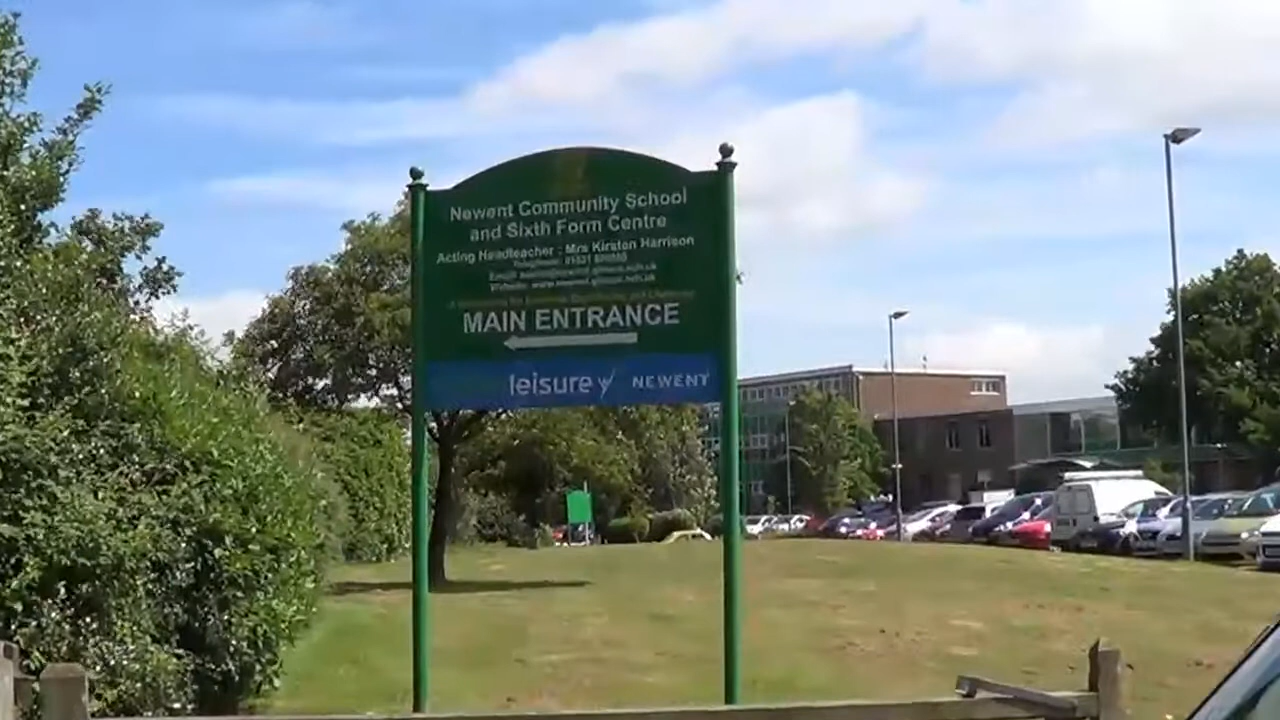 Newent Community School
and Sixth Form Centre
Acting Headteacher : Mrs Kirsten Harrison
MAIN ENTRANCE
leisure NEWENT